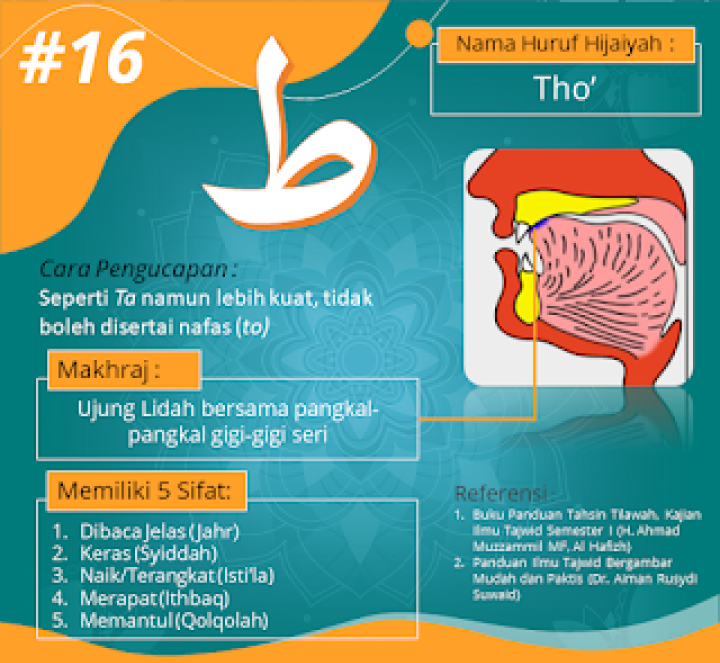 #16
ط
Nama Huruf Hijaiyah :
Tho’
Cara Pengucapan :
Seperti Ta namun lebih kuat, tidak
boleh disertai nafas (to)
Makhraj :
Ujung Lidah bersama pangkal-
pangkal gigi-gigi seri
Memiliki 5 Sifat:
1. Dibaca Jelas (Jahr)
2. Keras (Syiddah)
3. Naik/Terangkat (Isti'la)
4. Merapat (Ithbaq)
5. Memantul (Qolqolah)
Referensi:
1. Buku Panduan Tahsin Tilawah, Kajian
Ilmu Tajwid Semester I (H. Ahmad
Muzzammil MF, Al Hafizh)
2. Panduan Ilmu Tajwid Bergambar
Mudah dan Paktis (Dr. Aiman Rusydi
Suwaid)